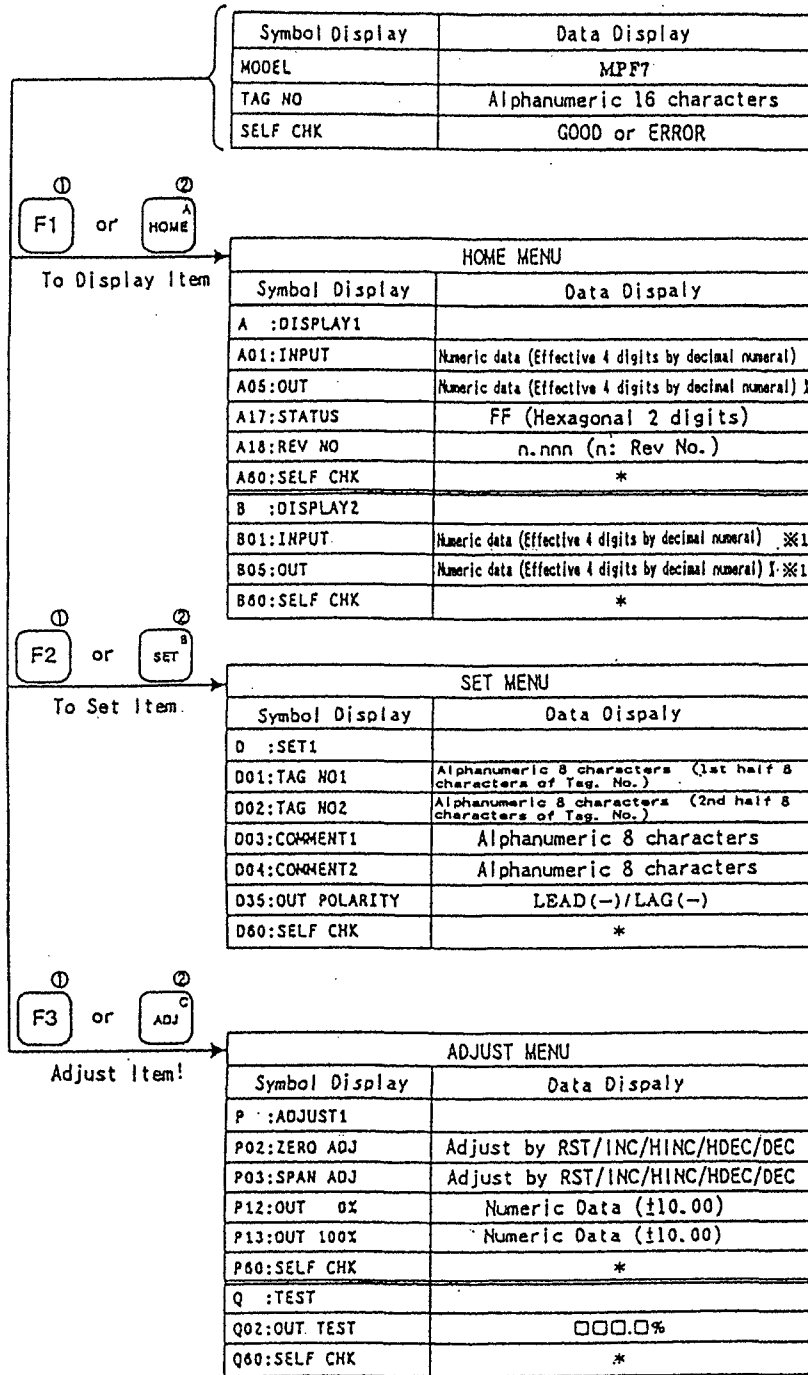 Symbol Display Data Display
MODEL MPF7
TAG NO Alphanumeric 16 characters
SELF CHK GOOD or ERROR
① ②
F1 or HOME A
To Display Item
HOME MENU
Symbol Display Data Dispaly
A :DISPLAY1
A01:INPUT Numeric data (Effective 4 digits by decimal numeral)
A05:OUT Numeric data (Effective 4 digits by decimal numeral)
A17:STATUS FF (Hexagonal 2 digits)
A18:REV NO n.nnn (n: Rev No.)
A60:SELF CHK *
B :DISPLAY2
B01:INPUT Numeric data (Effective 4 digits by decimal numeral) ※1
B05:OUT Numeric data (Effective 4 digits by decimal numeral) % ※1
B60:SELF CHK *
① ②
F2 or SET B
To Set Item
SET MENU
Symbol Display Data Dispaly
D :SET1
D01:TAG NO1 Alphanumeric 8 characters (1st half 8
characters of Tag. No.)
D02:TAG NO2 Alphanumeric 8 characters (2nd half 8
characters of Tag. No.)
D03:COMMENT1 Alphanumeric 8 characters
D04:COMMENT2 Alphanumeric 8 characters
D35:OUT POLARITY LEAD(−)/LAG(−)
D60:SELF CHK *
① ②
F3 or ADJ C
Adjust Item!
ADJUST MENU
Symbol Display Data Dispaly
P :ADJUST1
P02:ZERO ADJ Adjust by RST/INC/HINC/HDEC/DEC
P03:SPAN ADJ Adjust by RST/INC/HINC/HDEC/DEC
P12:OUT 0% Numeric Data (±10.00)
P13:OUT 100% Numeric Data (±10.00)
P60:SELF CHK *
Q :TEST
Q02:OUT TEST □□□.□%
Q60:SELF CHK *